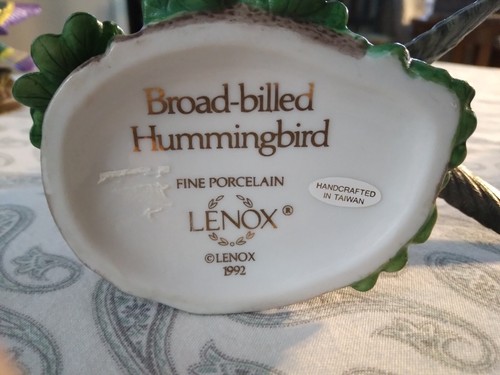 Broad-billed
Hummingbird
FINE PORCELAIN
LENOX®
©LENOX
1992
HANDCRAFTED
IN TAIWAN